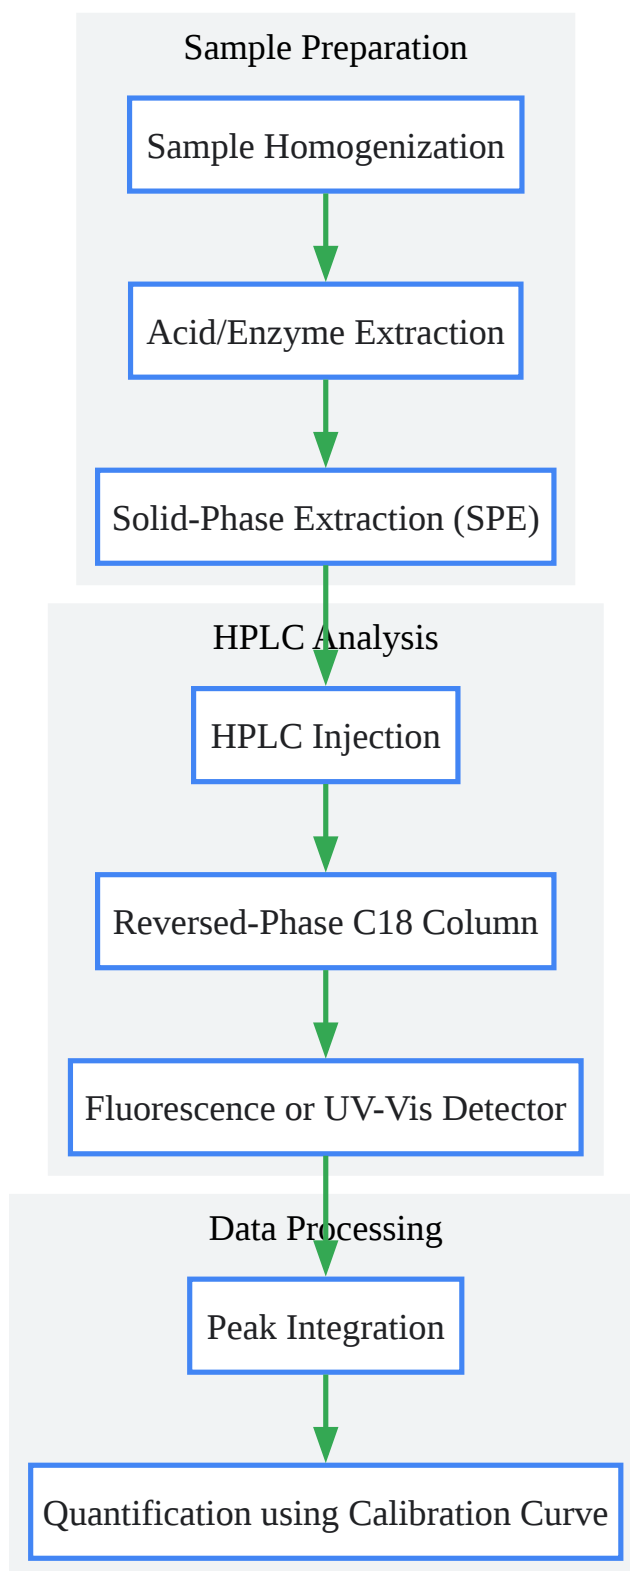 Sample Preparation
Sample Homogenization
Acid/Enzyme Extraction
Solid-Phase Extraction (SPE)
HPLC Analysis
HPLC Injection
Reversed-Phase C18 Column
Fluorescence or UV-Vis Detector
Data Processing
Peak Integration
Quantification using Calibration Curve